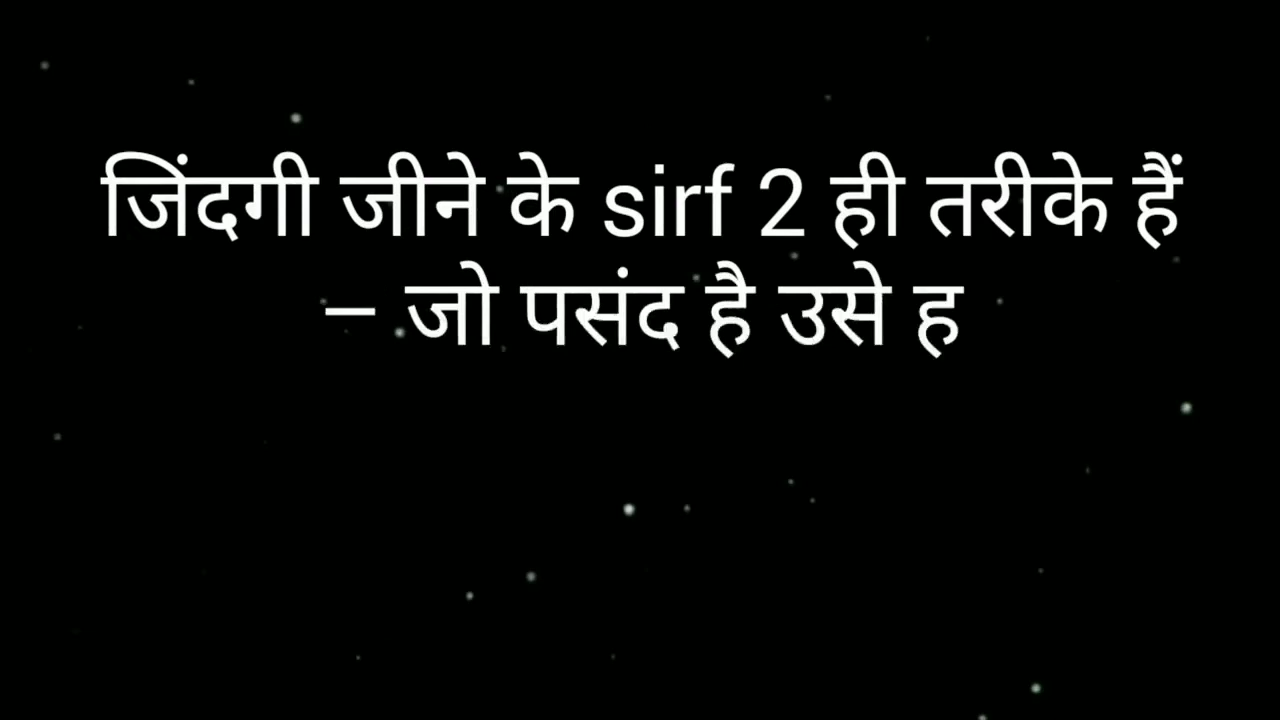 जिंदगी जीने के sirf 2 ही तरीके हैं
– जो पसंद है उसे ह